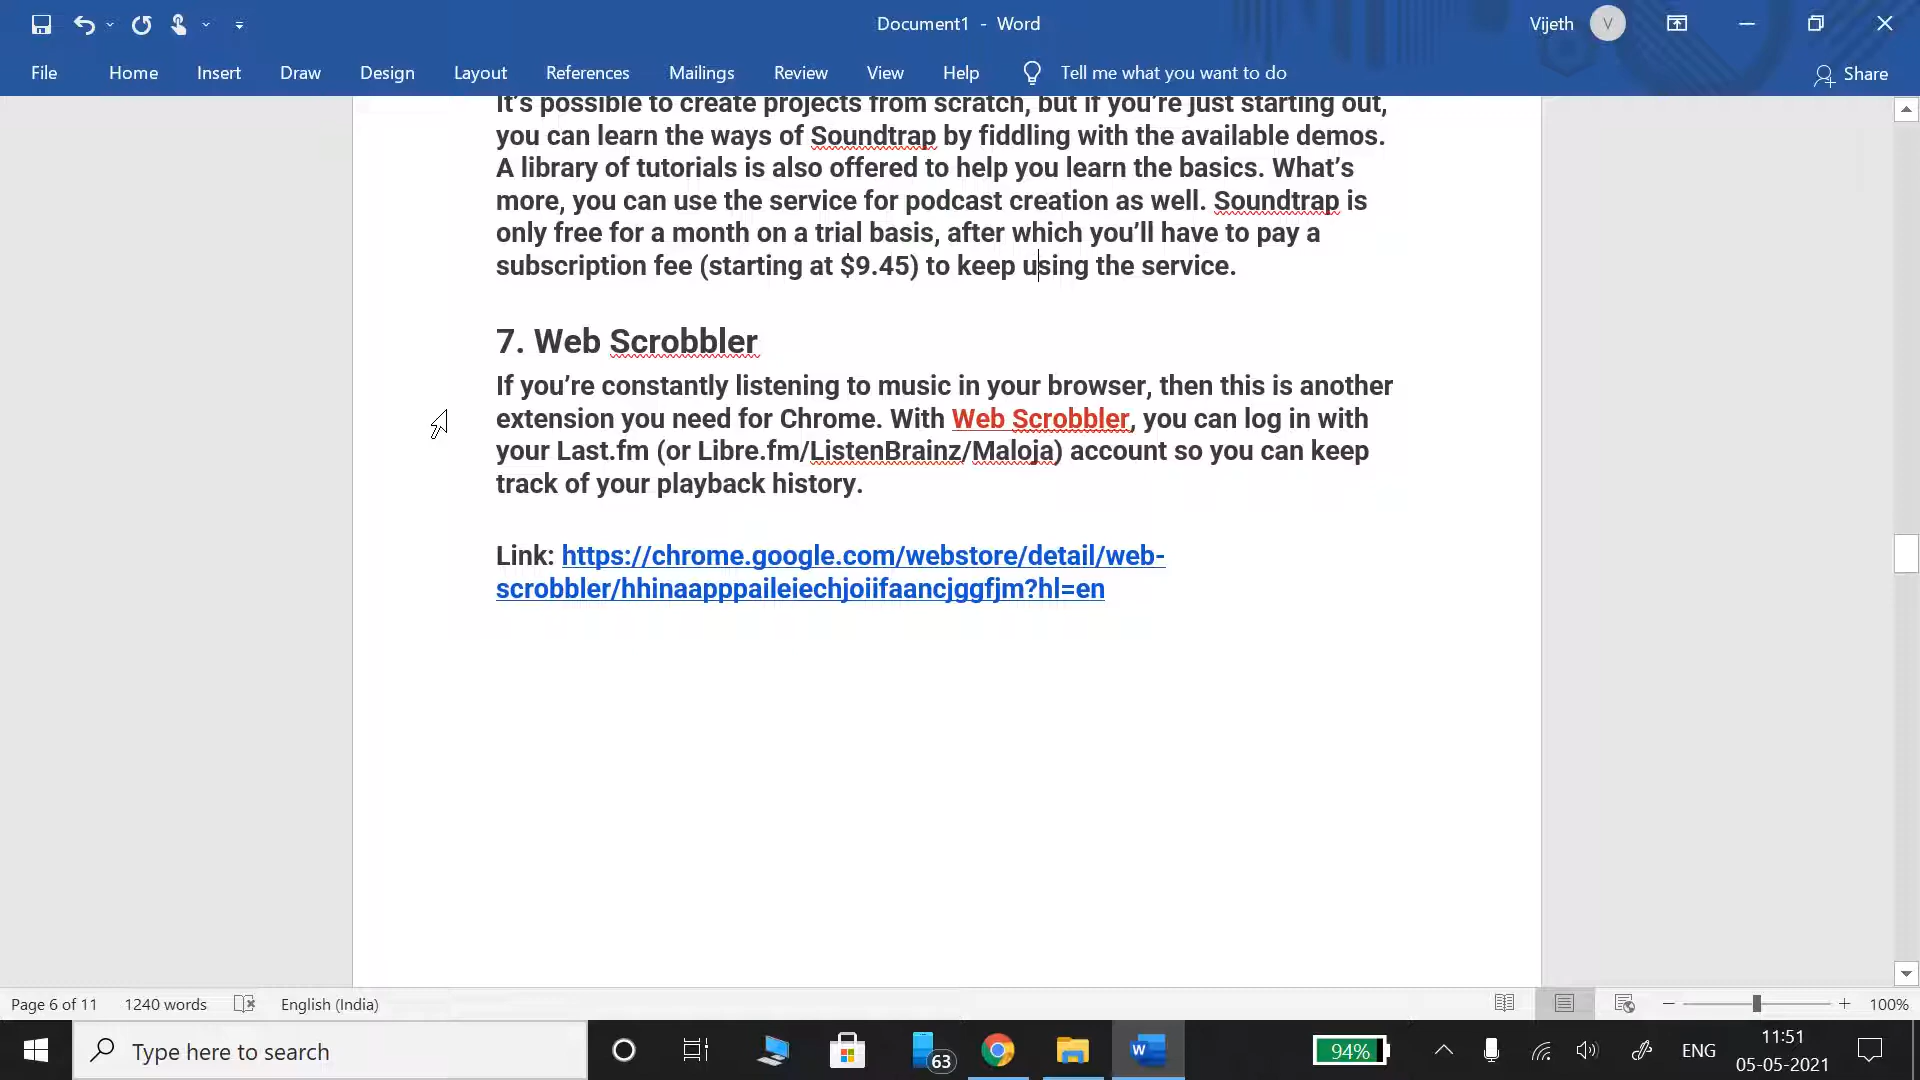 Document1 - Word
Vijeth
V
File
Home
Insert
Draw
Design
Layout
References
Mailings
Review
View
Help
Tell me what you want to do
Share
It’s possible to create projects from scratch, but if you’re just starting out,
you can learn the ways of Soundtrap by fiddling with the available demos.
A library of tutorials is also offered to help you learn the basics. What’s
more, you can use the service for podcast creation as well. Soundtrap is
only free for a month on a trial basis, after which you’ll have to pay a
subscription fee (starting at $9.45) to keep using the service.
7. Web Scrobbler
If you’re constantly listening to music in your browser, then this is another
extension you need for Chrome. With Web Scrobbler, you can log in with
your Last.fm (or Libre.fm/ListenBrainz/Maloja) account so you can keep
track of your playback history.
Link: https://chrome.google.com/webstore/detail/web-
scrobbler/hhinaapppaileiechjoiifaancjggfjm?hl=en
Page 6 of 11
1240 words
English (India)
100%
Type here to search
63
W
94%
ENG
11:51
05-05-2021